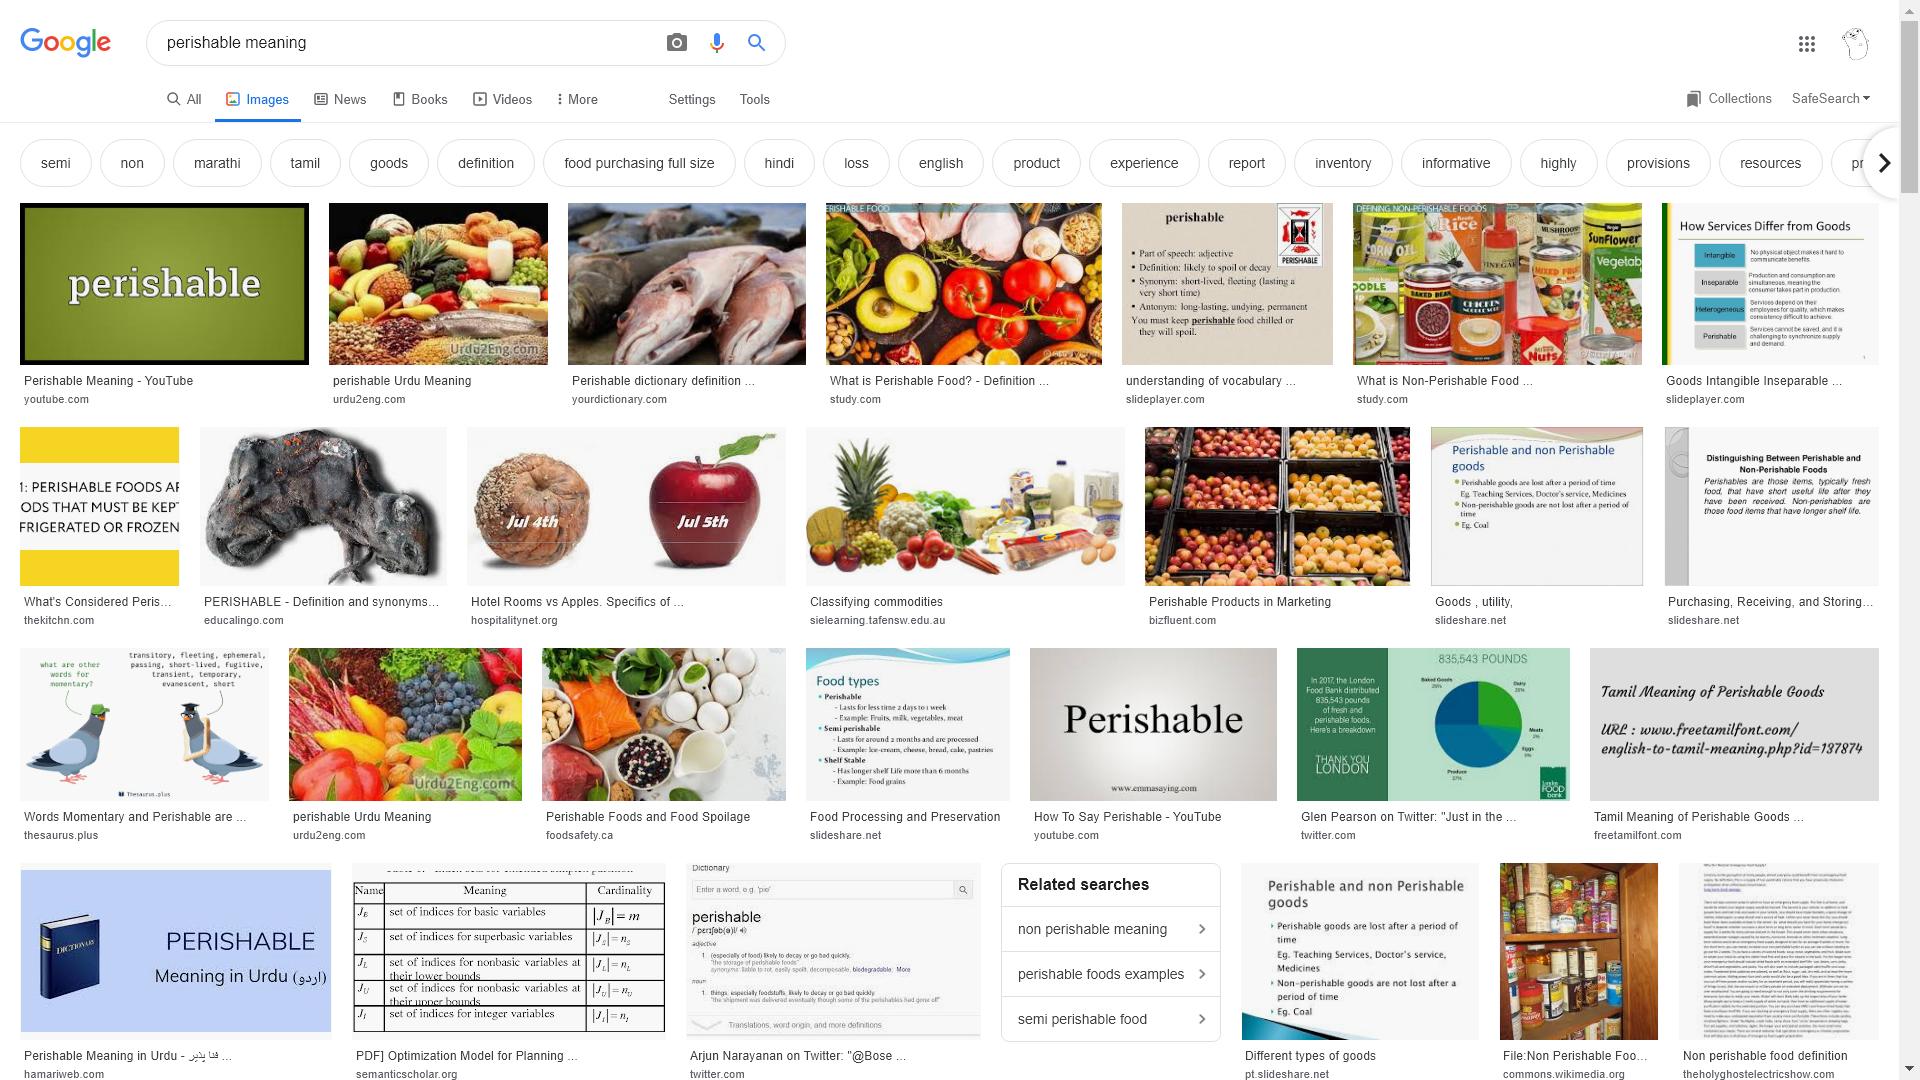 Google
perishable meaning
All
Images
News
Books
Videos
More
Settings
Tools
Collections
SafeSearch
semi
non
marathi
tamil
goods
definition
food purchasing full size
hindi
loss
english
product
experience
report
inventory
informative
highly
provisions
resources
pr
perishable
Urdu2Eng.com
ERISHABLE FOOD
perishable
PERISHABLE
• Part of speech: adjective
• Definition: likely to spoil or decay
• Synonym: short-lived, fleeting (lasting a
very short time)
• Antonym: long-lasting, undying, permanent
You must keep perishable food chilled or
they will spoil.
DEFINING NON-PERISHABLE FOODS
CORN OIL
Rice
VINEGAR
MUSHROOMS
SunFlower
Vegetab
MIXED FRUIT
NOODLE
BAKED BEANS
CHICKEN
NOODLE SOUP
Nuts
How Services Differ from Goods
Intangible
No physical object makes it hard to
communicate benefits.
Inseparable
Production and consumption are
simultaneous, meaning the
consumer takes part in production.
Heterogeneous
Services depend on their
employees for quality, which makes
consistency difficult to achieve.
Perishable
Services cannot be saved, and it is
challenging to synchronize supply
and demand.
Perishable Meaning - YouTube
youtube.com
perishable Urdu Meaning
urdu2eng.com
Perishable dictionary definition ...
yourdictionary.com
What is Perishable Food? - Definition ...
study.com
understanding of vocabulary ...
slideplayer.com
What is Non-Perishable Food ...
study.com
Goods Intangible Inseparable ...
slideplayer.com
1: PERISHABLE FOODS AR
ODS THAT MUST BE KEPT
FRIGERATED OR FROZEN
Jul 4th
Jul 5th
Perishable and non Perishable
goods
Perishable goods are lost after a period of time
Eg. Teaching Services, Doctor's service, Medicines
Non-perishable goods are not lost after a period of
time
Eg. Coal
Distinguishing Between Perishable and
Non-Perishable Foods
Perishables are those items, typically fresh
food, that have short useful life after they
have been received. Non-perishables are
those food items that have longer shelf life.
What's Considered Peris...
thekitchn.com
PERISHABLE - Definition and synonyms...
educalingo.com
Hotel Rooms vs Apples. Specifics of ...
hospitalitynet.org
Classifying commodities
sielearning.tafensw.edu.au
Perishable Products in Marketing
bizfluent.com
Goods , utility,
slideshare.net
Purchasing, Receiving, and Storing...
slideshare.net
what are other
words for
momentary?
transitory, fleeting, ephemeral,
passing, short-lived, fugitive,
transient, temporary,
evanescent, short
Thesaurus.plus
Urdu2Eng.com
Food types
• Perishable
- Lasts for less time 2 days to 1 week
- Example: Fruits, milk, vegetables, meat
• Semi perishable
- Lasts for around 2 months and are processed
- Example: Ice-cream, cheese, bread, cake, pastries
• Shelf Stable
- Has longer shelf Life more than 6 months
- Example: Food grains
Perishable
www.emmasaying.com
In 2017, the London
Food Bank distributed
835,543 pounds
of fresh and
perishable foods.
Here's a breakdown
THANK YOU
LONDON
835,543 POUNDS
Baked Goods
Dairy
Meats
Eggs
Produce
London
FOOD
bank
Tamil Meaning of Perishable Goods
URL : www.freetamilfont.com/
english-to-tamil-meaning.php?id=137874
Words Momentary and Perishable are ...
thesaurus.plus
perishable Urdu Meaning
urdu2eng.com
Perishable Foods and Food Spoilage
foodsafety.ca
Food Processing and Preservation
slideshare.net
How To Say Perishable - YouTube
youtube.com
Glen Pearson on Twitter: "Just in the ...
twitter.com
Tamil Meaning of Perishable Goods ...
freetamilfont.com
DICTIONARY
PERISHABLE
Meaning in Urdu (اردو)
Name Meaning Cardinality
J_B set of indices for basic variables |J_B| = m
J_S set of indices for superbasic variables |J_S| = n_S
J_L set of indices for nonbasic variables at
their lower bounds |J_L| = n_L
J_U set of indices for nonbasic variables at
their upper bounds |J_U| = n_U
J_I set of indices for integer variables |J_I| = n_I
Dictionary
Enter a word, e.g. 'pie'
perishable
adjective
1. (especially of food) likely to decay or go bad quickly.
"the storage of perishable foods"
synonyms: liable to rot, easily spoilt, decomposable, biodegradable; More
noun
1. things, especially foodstuffs, likely to decay or go bad quickly.
"the shipment was delivered eventually though some of the perishables had gone off"
Translations, word origin, and more definitions
Related searches
non perishable meaning
perishable foods examples
semi perishable food
Perishable and non Perishable
goods
Perishable goods are lost after a period of
time
Eg. Teaching Services, Doctor's service,
Medicines
Non-perishable goods are not lost after a
period of time
Eg. Coal
Perishable Meaning in Urdu - فنا پذیر ...
hamariweb.com
PDF] Optimization Model for Planning ...
semanticscholar.org
Arjun Narayanan on Twitter: "@Bose ...
twitter.com
Different types of goods
pt.slideshare.net
File:Non Perishable Foo...
commons.wikimedia.org
Non perishable food definition
theholyghostelectricshow.com